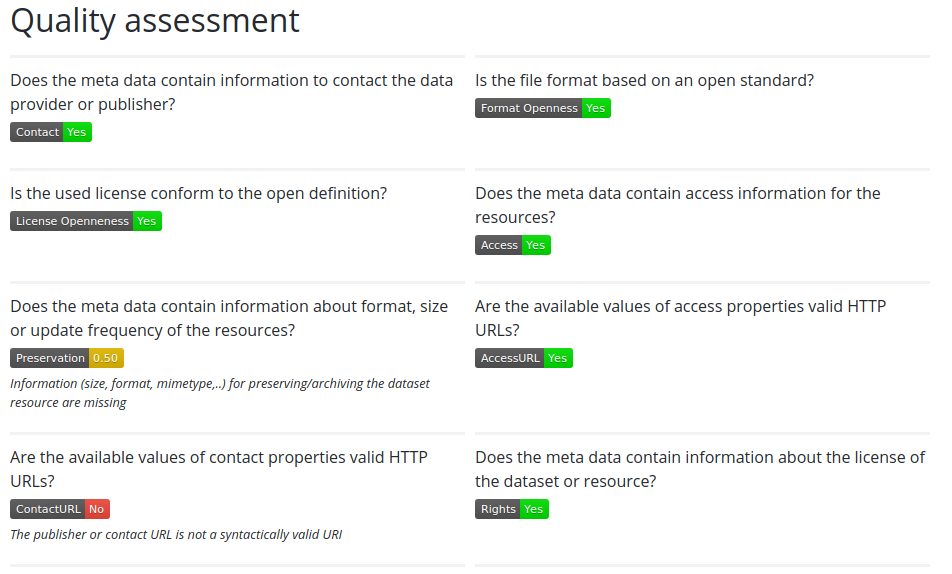 Quality assessment
Does the meta data contain information to contact the data
provider or publisher?
Contact Yes
Is the file format based on an open standard?
Format Openness Yes
Is the used license conform to the open definition?
License Openneness Yes
Does the meta data contain access information for the
resources?
Access Yes
Does the meta data contain information about format, size
or update frequency of the resources?
Preservation 0.50
Information (size, format, mimetype,..) for preserving/archiving the dataset
resource are missing
Are the available values of access properties valid HTTP
URLs?
AccessURL Yes
Are the available values of contact properties valid HTTP
URLs?
ContactURL No
The publisher or contact URL is not a syntactically valid URI
Does the meta data contain information about the license of
the dataset or resource?
Rights Yes